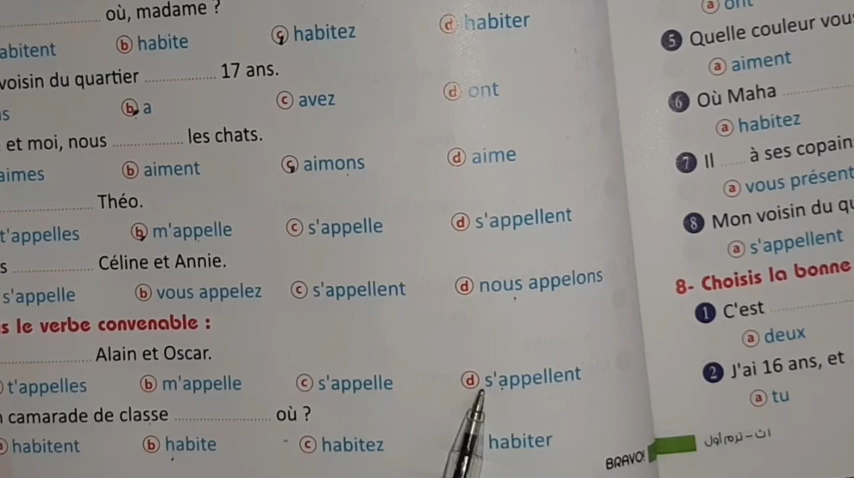 où, madame ?
abitent ⓑ habite ⓒ habitez ⓓ habiter
voisin du quartier ............ 17 ans.
s ⓑ a ⓒ avez ⓓ ont
et moi, nous ............ les chats.
aimes ⓑ aiment ⓒ aimons ⓓ aime
............ Théo.
t'appelles ⓑ m'appelle ⓒ s'appelle ⓓ s'appellent
s ............ Céline et Annie.
s'appelle ⓑ vous appelez ⓒ s'appellent ⓓ nous appelons
s le verbe convenable :
............ Alain et Oscar.
t'appelles ⓑ m'appelle ⓒ s'appelle ⓓ s'appellent
camarade de classe ............ où ?
habitent ⓑ habite ⓒ habitez habiter
BRAVO!
ⓐ ont
5 Quelle couleur vou
ⓐ aiment
6 Où Maha ............
ⓐ habitez
7 Il ...... à ses copain
ⓐ vous présent
8 Mon voisin du qu
ⓐ s'appellent
8- Choisis la bonne
1 C'est ............
ⓐ deux
2 J'ai 16 ans, et
ⓐ tu